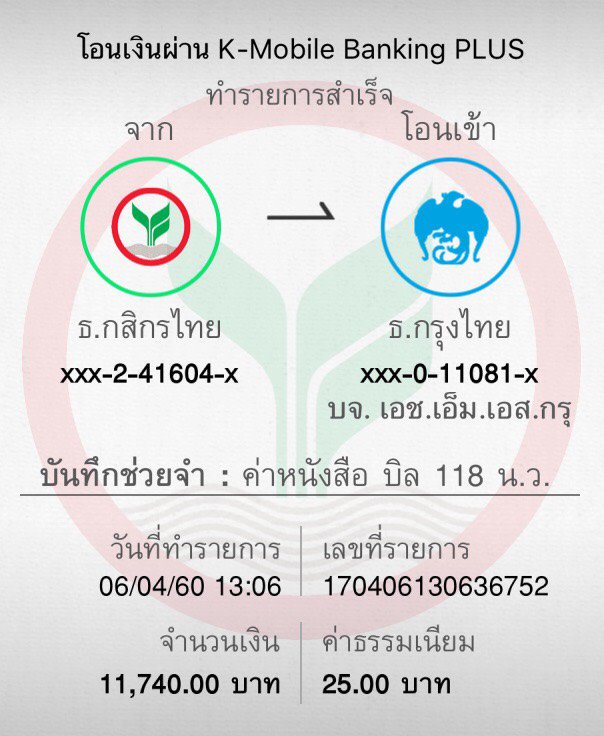 โอนเงินผ่าน K-Mobile Banking PLUS
ทำรายการสำเร็จ
จาก
โอนเข้า
ธ.กสิกรไทย
ธ.กรุงไทย
xxx-2-41604-x
xxx-0-11081-x
บจ. เอช.เอ็ม.เอส.กรุ
บันทึกช่วยจำ : ค่าหนังสือ บิล 118 น.ว.
วันที่ทำรายการ
เลขที่รายการ
06/04/60 13:06
170406130636752
จำนวนเงิน
ค่าธรรมเนียม
11,740.00 บาท
25.00 บาท